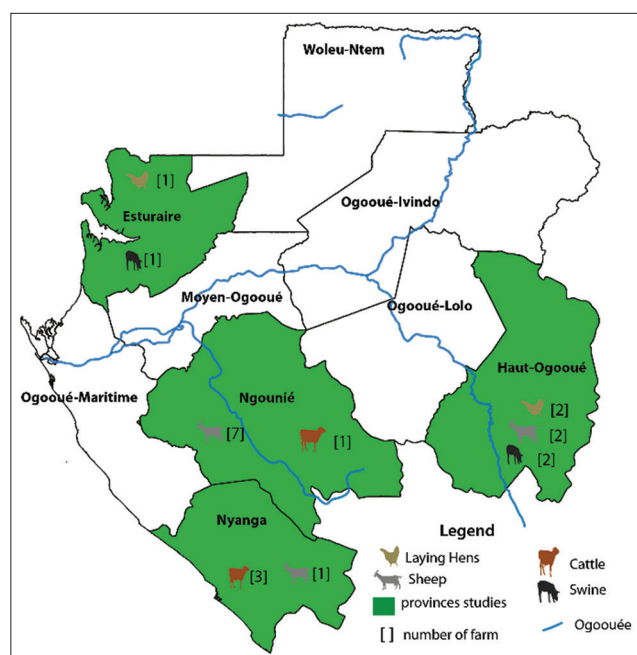 Woleu-Ntem
[1]
Esturaire
[1]
Ogooué-Ivindo
Moyen-Ogooué
Ogooué-Lolo
Haut-Ogooué
Ogooué-Maritime
Ngounié
[7]
[1]
[2]
[2]
[2]
Nyanga
[3]
[1]
Legend
Laying Hens
Cattle
Sheep
Swine
provinces studies
[ ] number of farm
Ogoouée